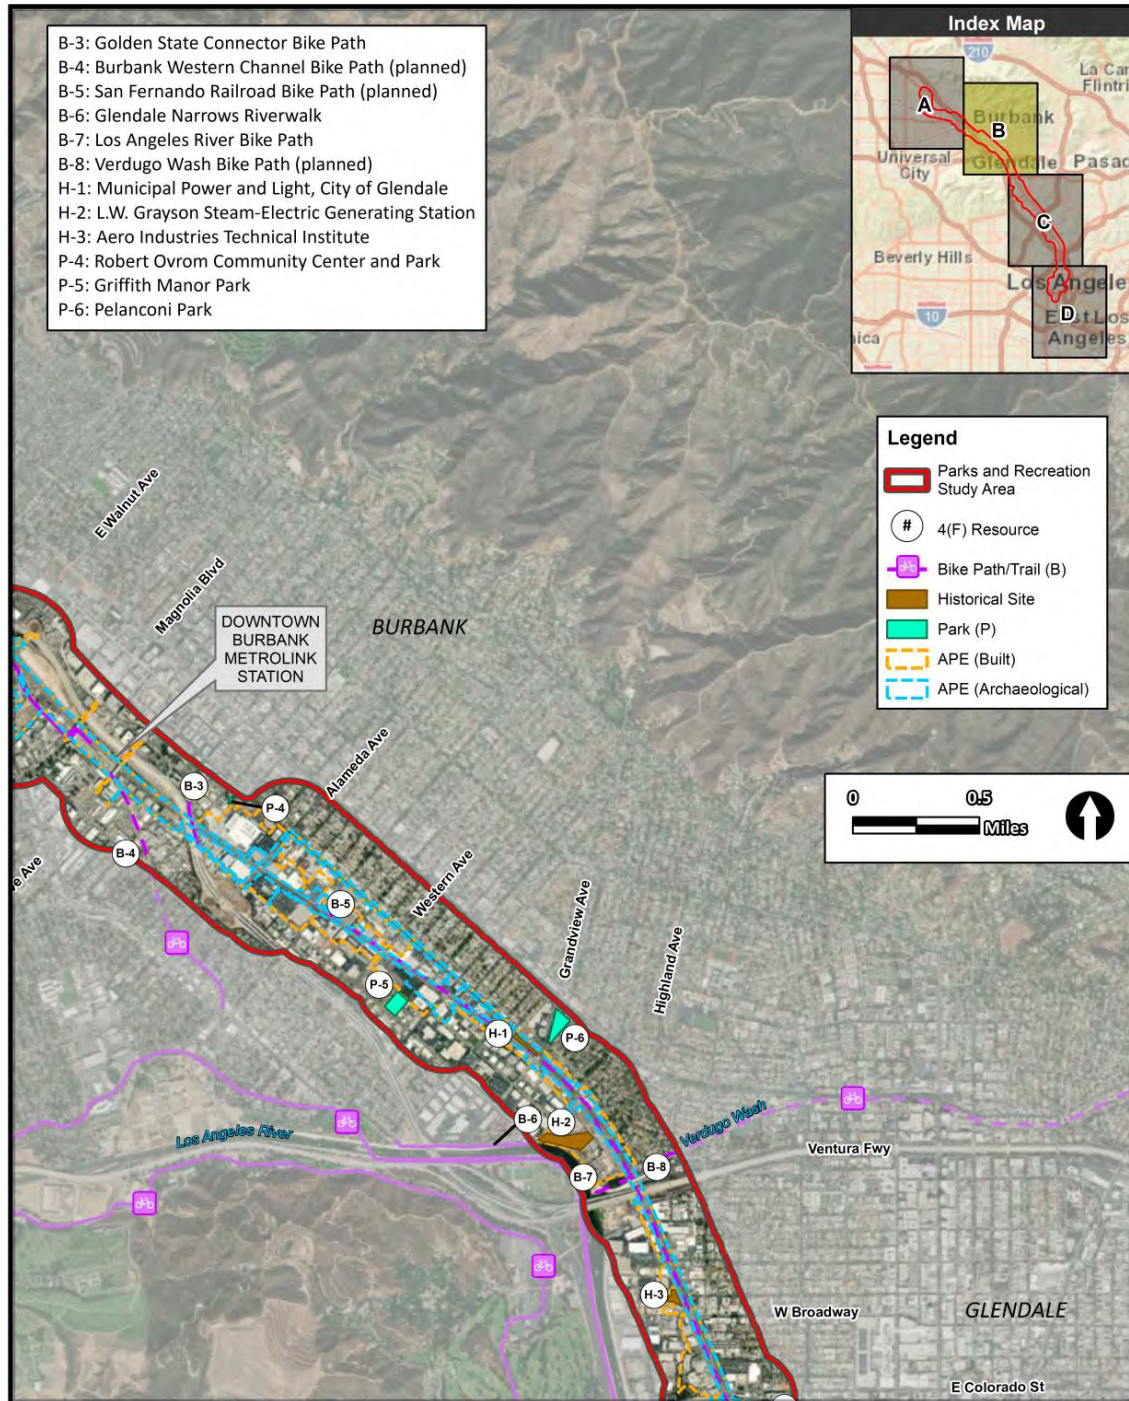 B-3: Golden State Connector Bike Path
B-4: Burbank Western Channel Bike Path (planned)
B-5: San Fernando Railroad Bike Path (planned)
B-6: Glendale Narrows Riverwalk
B-7: Los Angeles River Bike Path
B-8: Verdugo Wash Bike Path (planned)
H-1: Municipal Power and Light, City of Glendale
H-2: L.W. Grayson Steam-Electric Generating Station
H-3: Aero Industries Technical Institute
P-4: Robert Ovrom Community Center and Park
P-5: Griffith Manor Park
P-6: Pelanconi Park
Index Map
210
La Ca
Flintri
A
Burbank
B
Universal
City
Glendale
Pasad
C
Beverly Hills
Los Angele
10
D
East Los
Angeles
ica
Legend
Parks and Recreation
Study Area
#
4(F) Resource
Bike Path/Trail (B)
Historical Site
Park (P)
APE (Built)
APE (Archaeological)
0
0.5
Miles
E Walnut Ave
Magnolia Blvd
DOWNTOWN
BURBANK
METROLINK
STATION
BURBANK
Alameda Ave
B-3
P-4
B-4
e Ave
B-5
Western Ave
Grandview Ave
Highland Ave
P-5
H-1
P-6
B-6
H-2
Los Angeles River
Verdugo Wash
B-7
B-8
Ventura Fwy
H-3
W Broadway
GLENDALE
E Colorado St